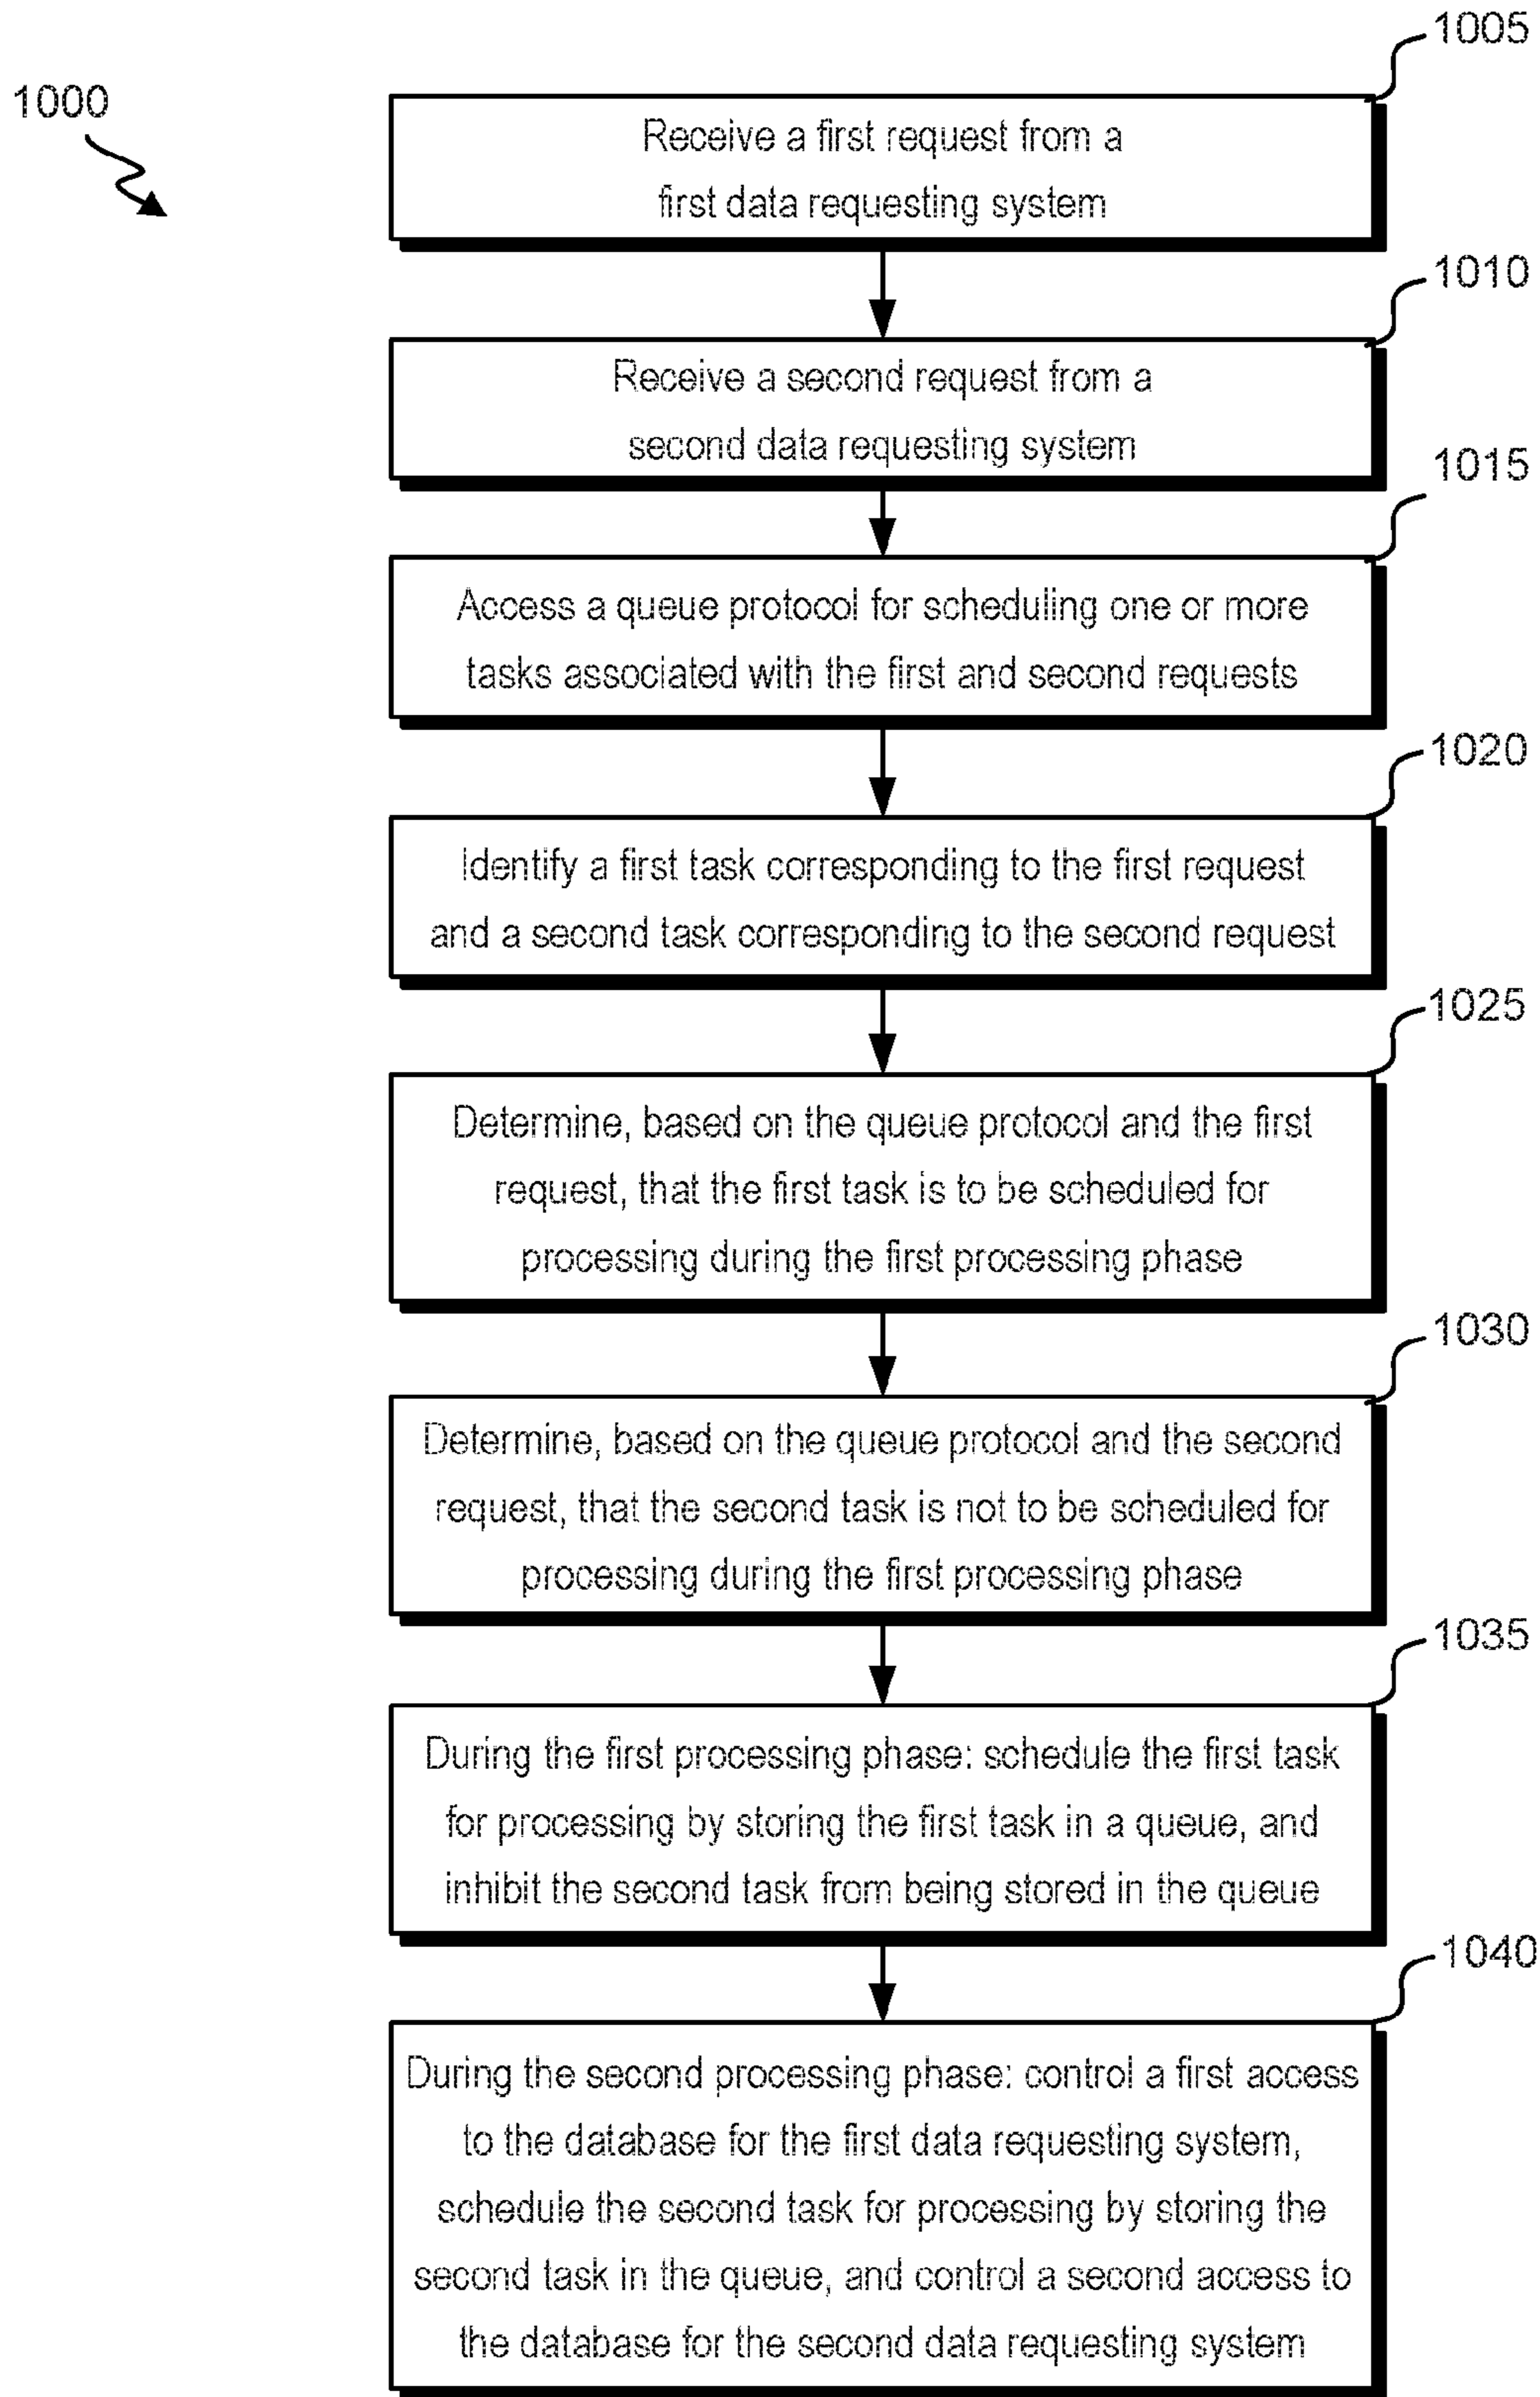 1000
1005
Receive a first request from a
first data requesting system
1010
Receive a second request from a
second data requesting system
1015
Access a queue protocol for scheduling one or more
tasks associated with the first and second requests
1020
Identify a first task corresponding to the first request
and a second task corresponding to the second request
1025
Determine, based on the queue protocol and the first
request, that the first task is to be scheduled for
processing during the first processing phase
1030
Determine, based on the queue protocol and the second
request, that the second task is not to be scheduled for
processing during the first processing phase
1035
During the first processing phase: schedule the first task
for processing by storing the first task in a queue, and
inhibit the second task from being stored in the queue
1040
During the second processing phase: control a first access
to the database for the first data requesting system,
schedule the second task for processing by storing the
second task in the queue, and control a second access to
the database for the second data requesting system